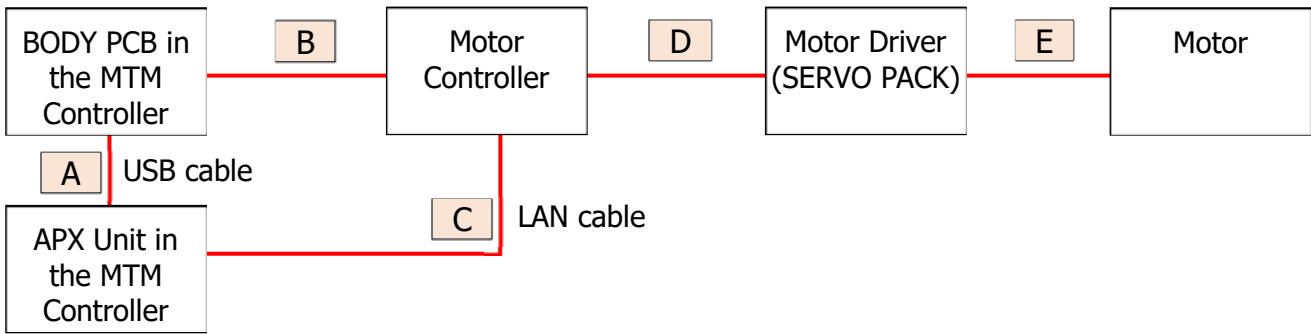 BODY PCB in
the MTM
Controller
B
Motor
Controller
D
Motor Driver
(SERVO PACK)
E
Motor
A
USB cable
C
LAN cable
APX Unit in
the MTM
Controller